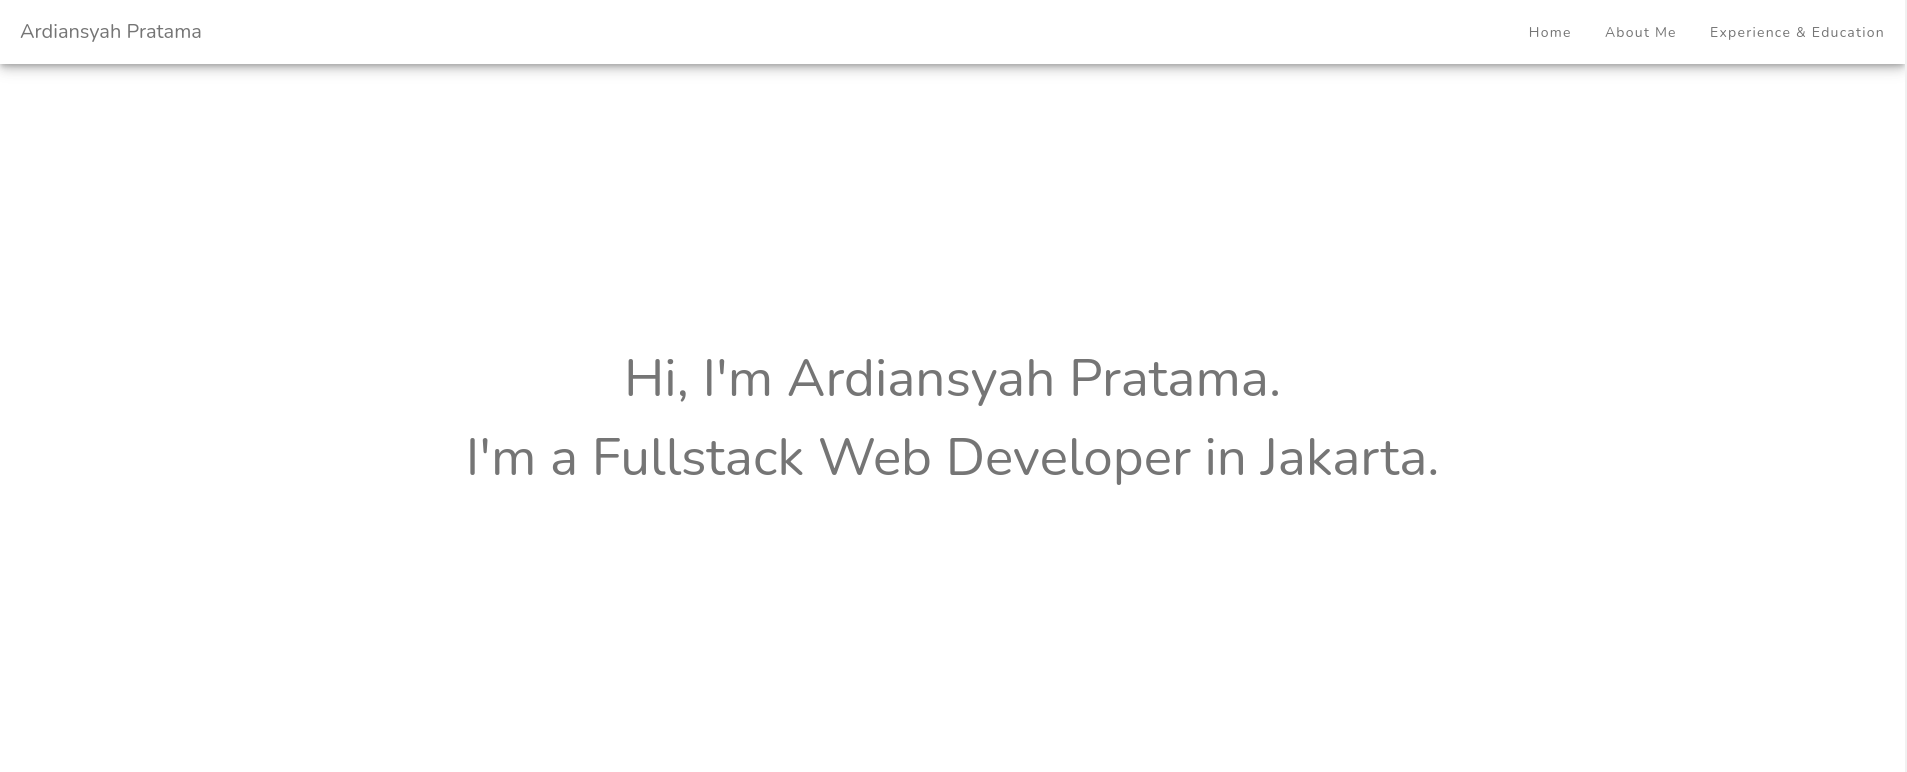 Ardiansyah Pratama
Home About Me Experience & Education
Hi, I'm Ardiansyah Pratama.
I'm a Fullstack Web Developer in Jakarta.